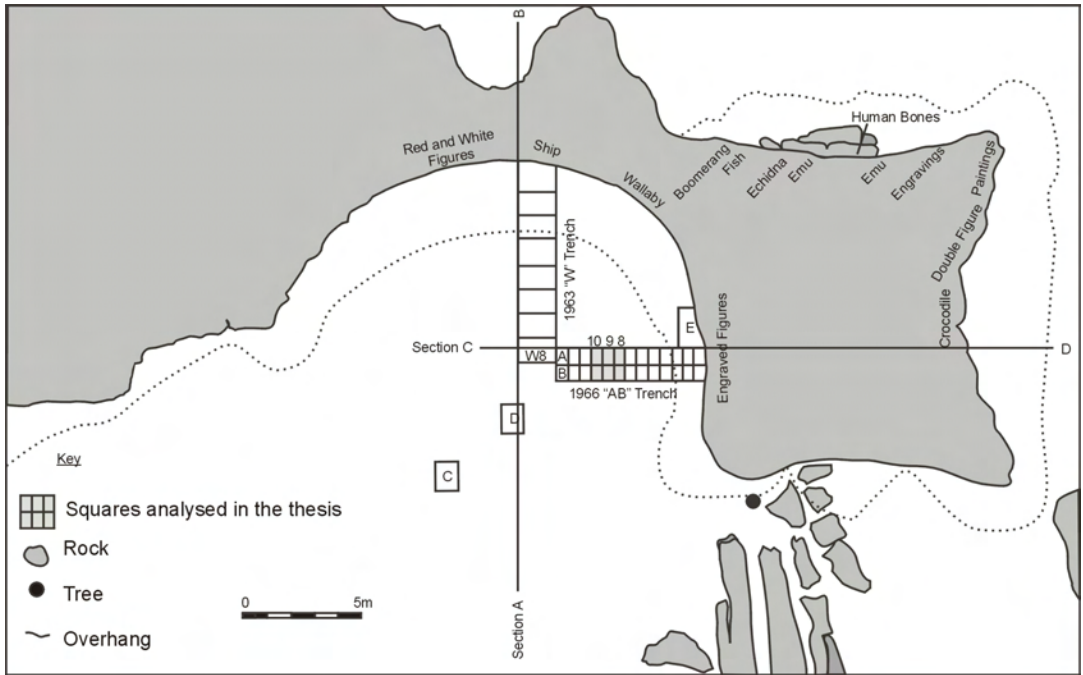 B
Human Bones
Red and White
Figures
Ship
Wallaby
Boomerang
Fish
Echidna
Emu
Emu
Engravings
Paintings
Double Figure
Crocodile
1963 "W" Trench
E
Engraved Figures
10 9 8
Section C
W8
A
D
B
1966 "AB" Trench
D
C
Key
Squares analysed in the thesis
Rock
Tree
Overhang
0
5m
Section A